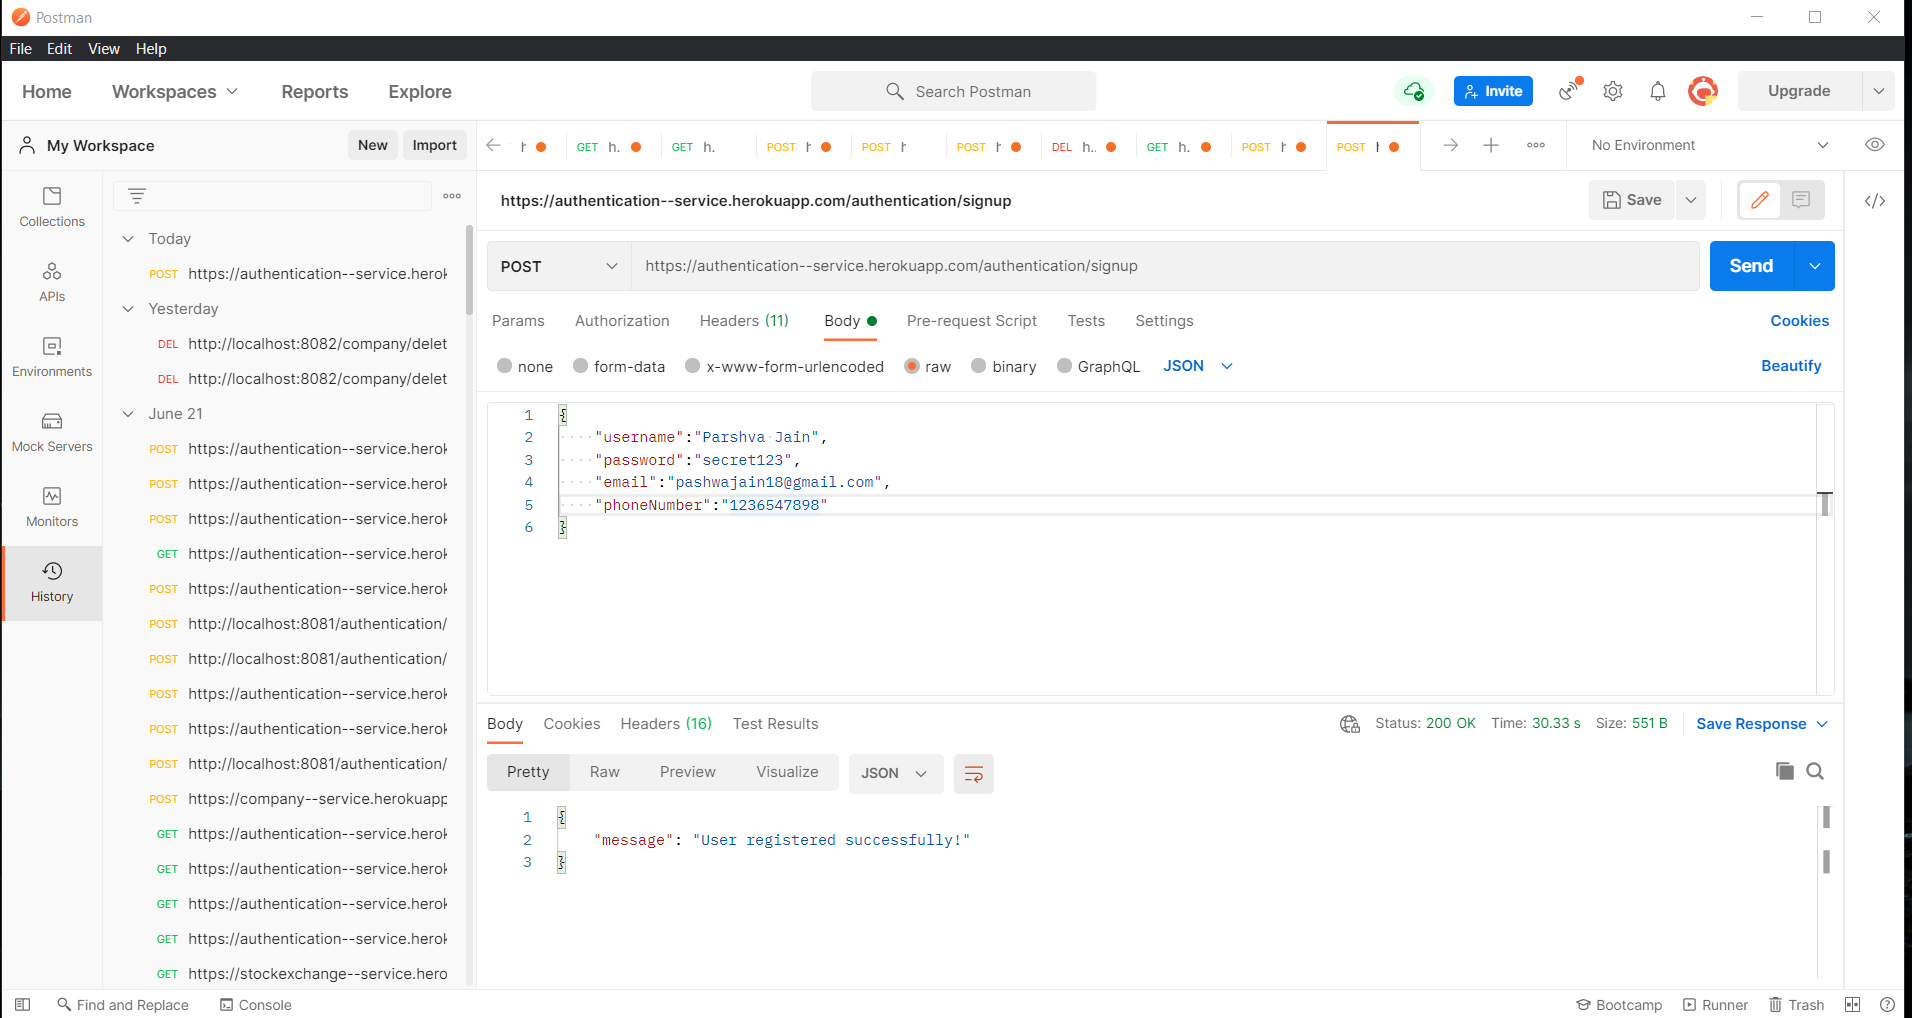 Postman
File Edit View Help
Home Workspaces Reports Explore Search Postman Invite Upgrade
My Workspace New Import
h GET h. GET h. POST h POST h POST h DEL h.. GET h. POST h POST h No Environment
Collections
APIs
Environments
Mock Servers
Monitors
History
Today
POST https://authentication--service.herok
Yesterday
DEL http://localhost:8082/company/delet
DEL http://localhost:8082/company/delet
June 21
POST https://authentication--service.herok
POST https://authentication--service.herok
POST https://authentication--service.herok
GET https://authentication--service.herok
POST https://authentication--service.herok
POST http://localhost:8081/authentication/
POST http://localhost:8081/authentication/
POST https://authentication--service.herok
POST https://authentication--service.herok
POST http://localhost:8081/authentication/
POST https://company--service.herokuapp
GET https://authentication--service.herok
GET https://authentication--service.herok
GET https://authentication--service.herok
GET https://authentication--service.herok
GET https://stockexchange--service.hero
https://authentication--service.herokuapp.com/authentication/signup Save
POST https://authentication--service.herokuapp.com/authentication/signup Send
Params Authorization Headers (11) Body Pre-request Script Tests Settings Cookies
none form-data x-www-form-urlencoded raw binary GraphQL JSON Beautify
1 {
2 "username":"Parshva Jain",
3 "password":"secret123",
4 "email":"pashwajain18@gmail.com",
5 "phoneNumber":"1236547898"
6 }
Body Cookies Headers (16) Test Results Status: 200 OK Time: 30.33 s Size: 551 B Save Response
Pretty Raw Preview Visualize JSON
1 {
2 "message": "User registered successfully!"
3 }
Find and Replace Console Bootcamp Runner Trash